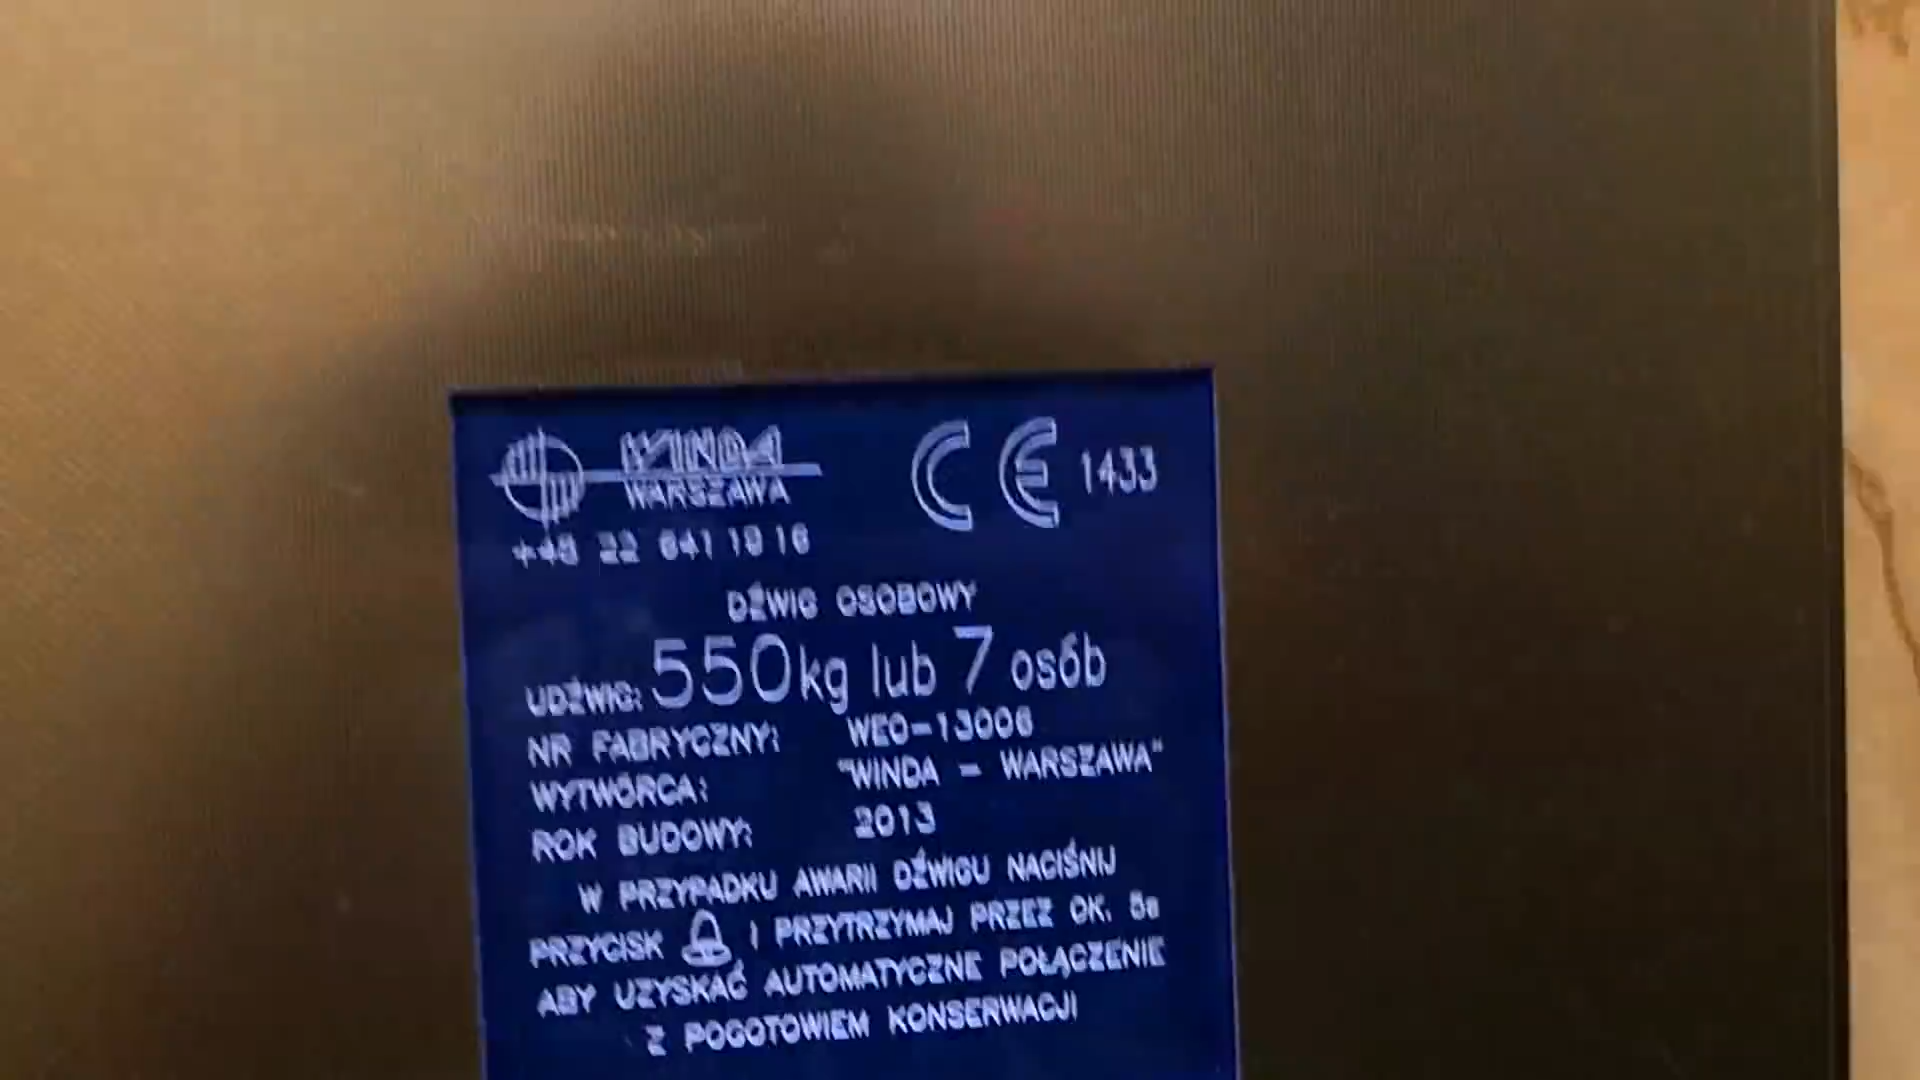 WINDA
WARSZAWA
CE 1433
+48 22 641 19 16
DŹWIG OSOBOWY
UDŹWIG: 550kg lub 7 osób
NR FABRYCZNY: WEO-13006
WYTWÓRCA: "WINDA - WARSZAWA"
ROK BUDOWY: 2013
W PRZYPADKU AWARII DŹWIGU NACIŚNIJ
PRZYCISK I PRZYTRZYMAJ PRZEZ OK. 5s
ABY UZYSKAĆ AUTOMATYCZNE POŁĄCZENIE
Z POGOTOWIEM KONSERWACJI